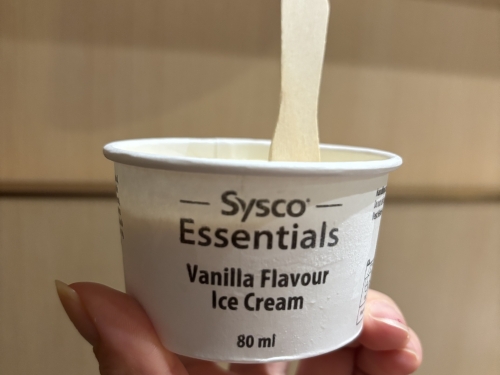 — Sysco® —
Essentials
Vanilla Flavour
Ice Cream
80 ml